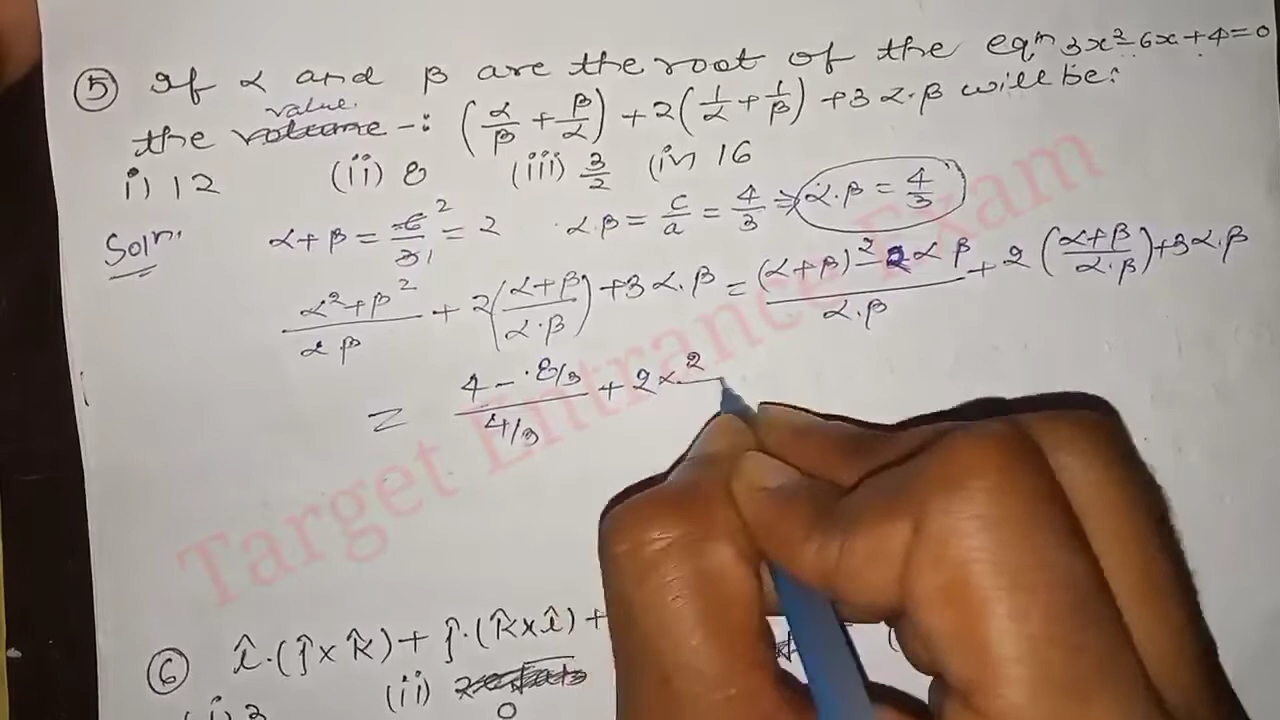 ⑤ If α and β are the root of the eqⁿ 3x²-6x+4=0
value.
the -: (α/β + β/α) + 2(1/α + 1/β) + 3α.β will be:
i) 12 (ii) 8 (iii) 3/2 (iv) 16
Soln. α+β = -6/3 = 2 α.β = c/a = 4/3 ⇒ α.β = 4/3
(α²+β²)/αβ + 2((α+β)/α.β) + 3α.β = ((α+β)² - 2αβ)/α.β + 2((α+β)/α.β) + 3α.β
= (4 - 8/3)/(4/3) + 2×2
Target Entrance Exam
⑥ î.(ĵ×k̂) + ĵ.(k̂×î) +
(i) 3 (ii)
0